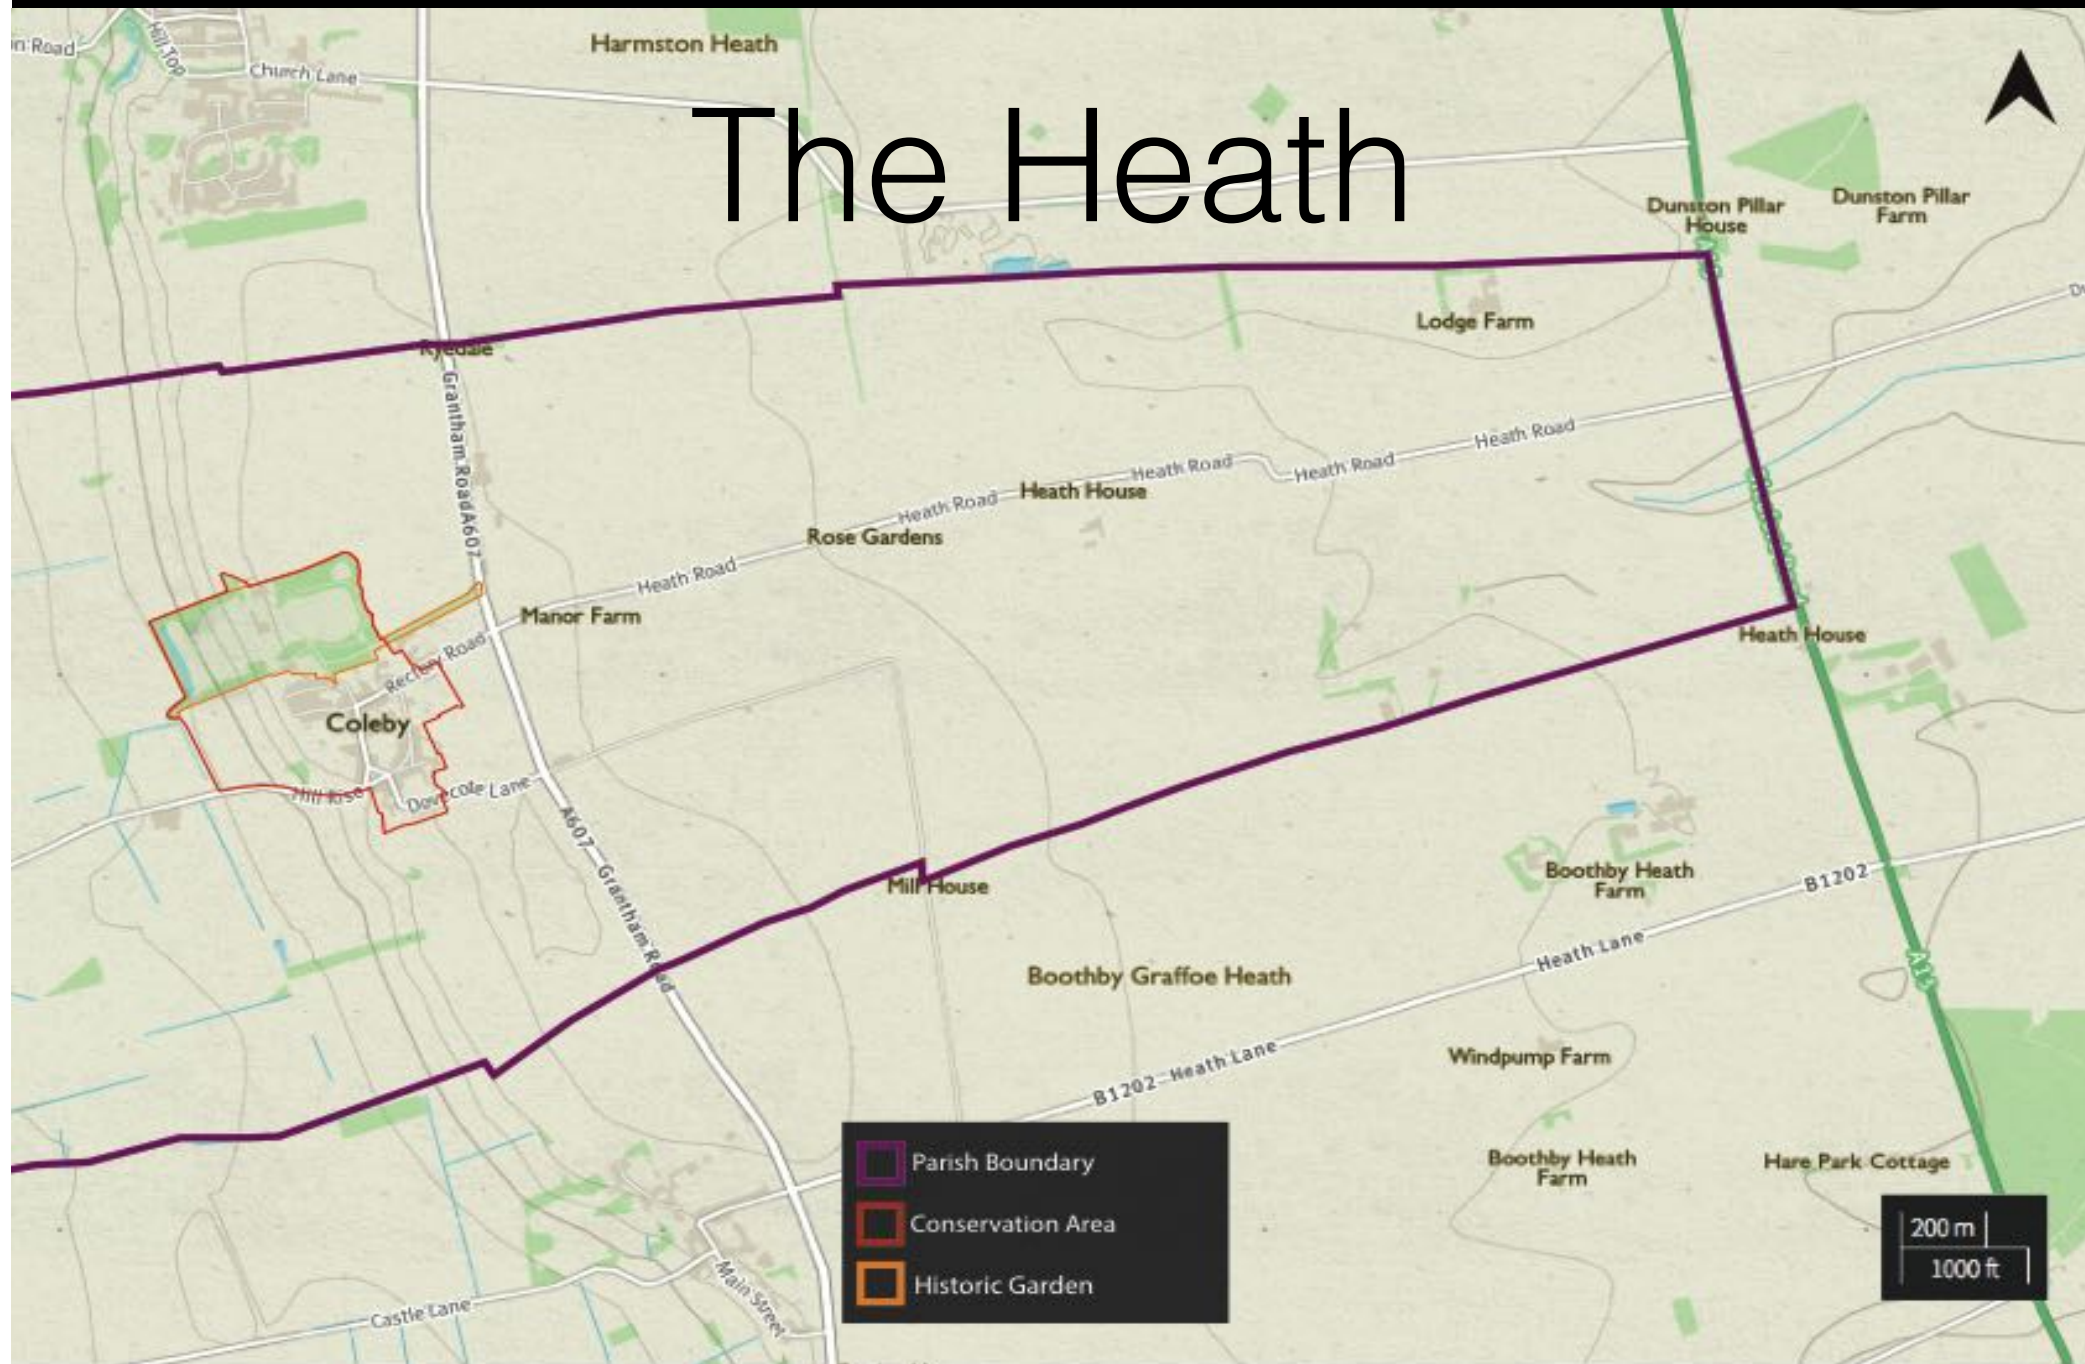 The Heath
Harmston Heath
Hill Top
Church Lane
Dunston Pillar
House
Dunston Pillar
Farm
Lodge Farm
Grantham Road
A607
Heath Road
Heath Road
Heath Road
Heath Road
Heath Road
Heath House
Rose Gardens
Manor Farm
Rectory Road
Heath House
Coleby
Hill Rise
Dovecote Lane
A607
Grantham Road
Mill House
Boothby Heath
Farm
B1202
Heath Lane
Boothby Graffoe Heath
A15
Windpump Farm
B1202
Heath Lane
Boothby Heath
Farm
Hare Park Cottage
Main Street
Castle Lane
Parish Boundary
Conservation Area
Historic Garden
200 m
1000 ft